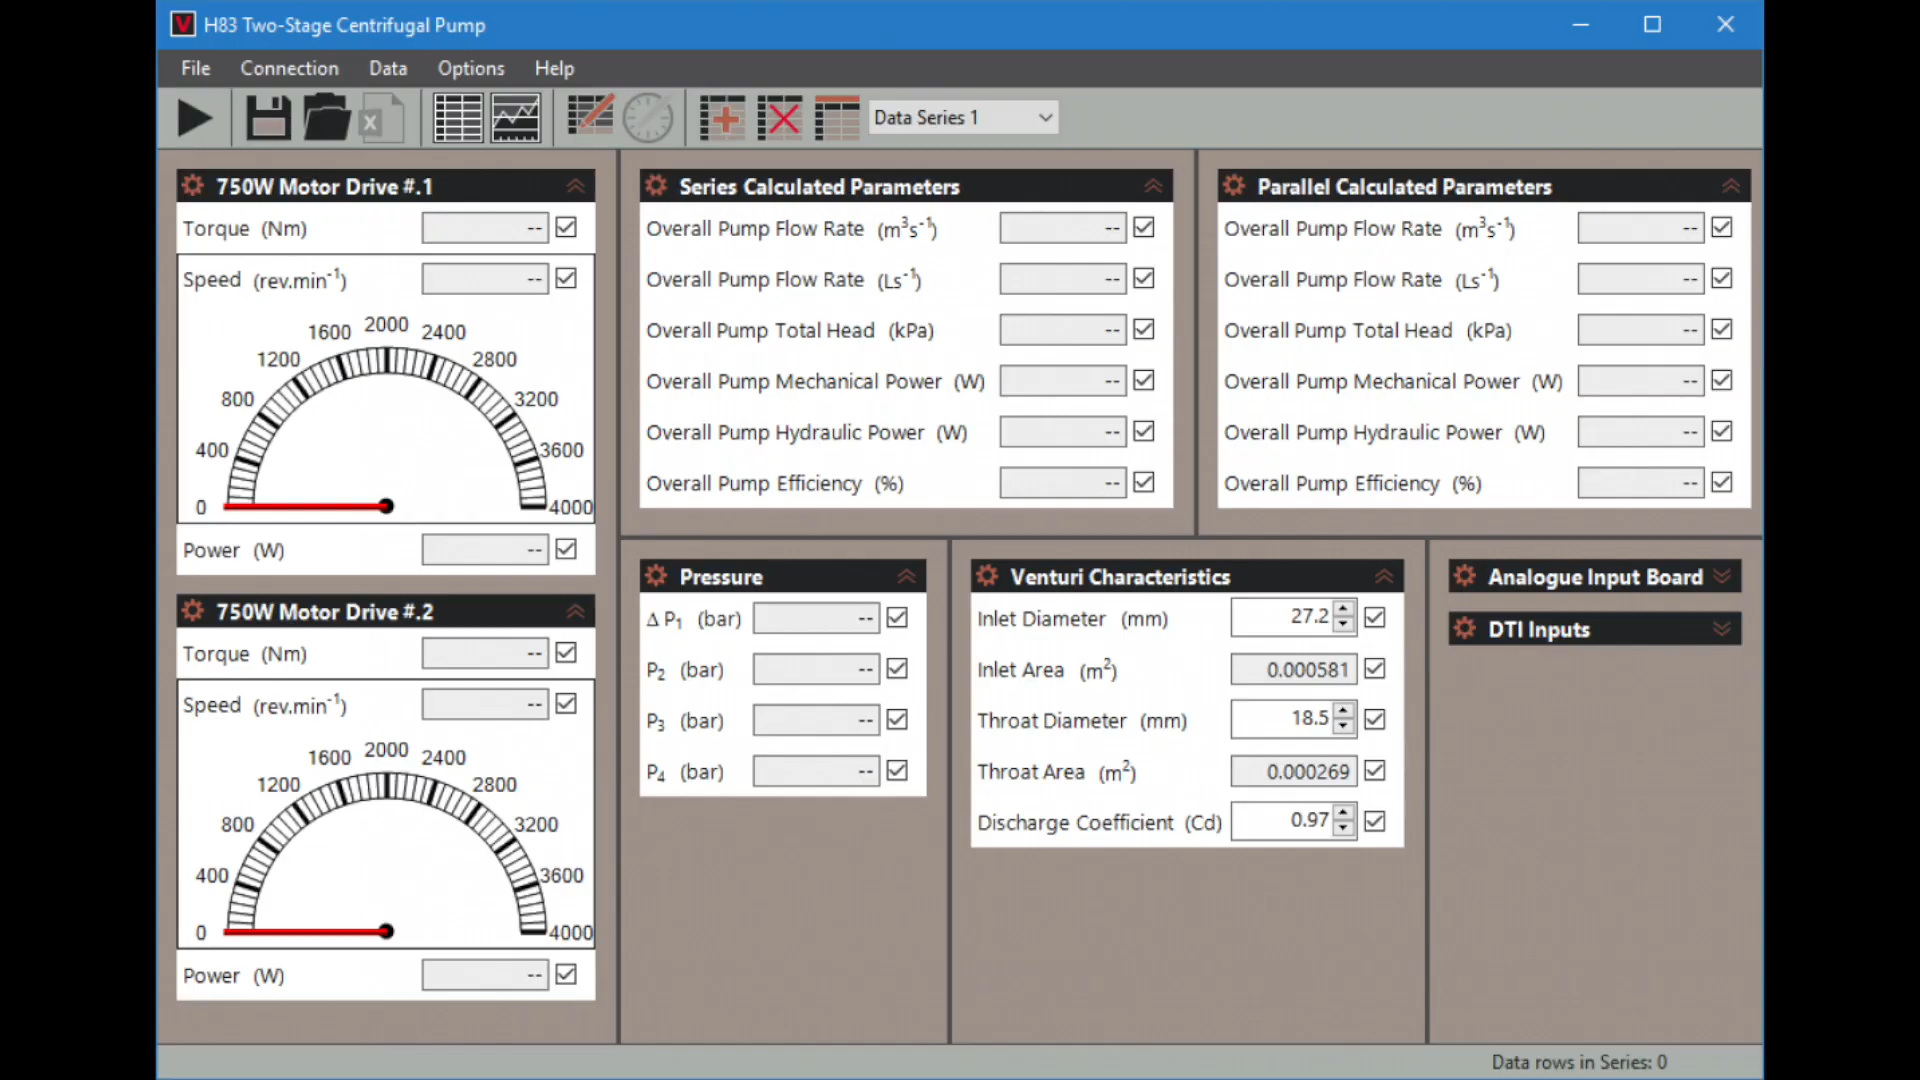 H83 Two-Stage Centrifugal Pump
File Connection Data Options Help
Data Series 1
750W Motor Drive #.1
Torque (Nm) --
Speed (rev.min⁻¹) --
0 400 800 1200 1600 2000 2400 2800 3200 3600 4000
Power (W) --
750W Motor Drive #.2
Torque (Nm) --
Speed (rev.min⁻¹) --
0 400 800 1200 1600 2000 2400 2800 3200 3600 4000
Power (W) --
Series Calculated Parameters
Overall Pump Flow Rate (m³s⁻¹) --
Overall Pump Flow Rate (Ls⁻¹) --
Overall Pump Total Head (kPa) --
Overall Pump Mechanical Power (W) --
Overall Pump Hydraulic Power (W) --
Overall Pump Efficiency (%) --
Parallel Calculated Parameters
Overall Pump Flow Rate (m³s⁻¹) --
Overall Pump Flow Rate (Ls⁻¹) --
Overall Pump Total Head (kPa) --
Overall Pump Mechanical Power (W) --
Overall Pump Hydraulic Power (W) --
Overall Pump Efficiency (%) --
Pressure
Δ P₁ (bar) --
P₂ (bar) --
P₃ (bar) --
P₄ (bar) --
Venturi Characteristics
Inlet Diameter (mm) 27.2
Inlet Area (m²) 0.000581
Throat Diameter (mm) 18.5
Throat Area (m²) 0.000269
Discharge Coefficient (Cd) 0.97
Analogue Input Board
DTI Inputs
Data rows in Series: 0